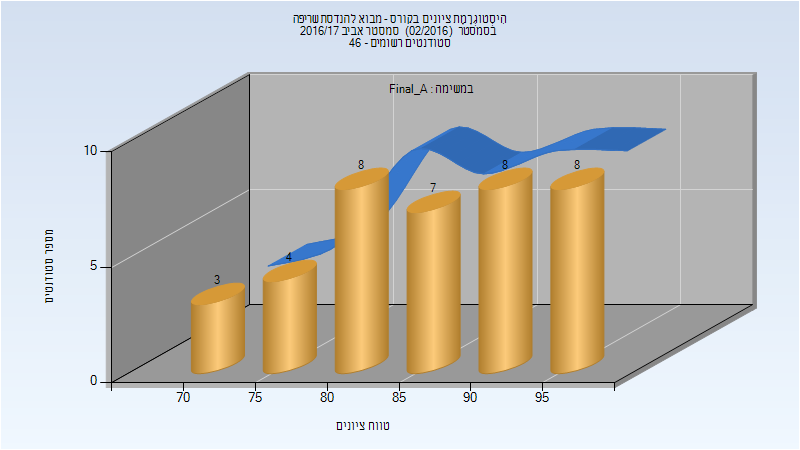 היסטוגרמת ציונים בקורס - מבוא להנדסת שריפה
בסמסטר (02/2016) סמסטר אביב 2016/17
סטודנטים רשומים - 46
במשימה : Final_A
10
5
0
מספר סטודנטים
3
4
8
7
8
8
70
75
80
85
90
95
טווח ציונים